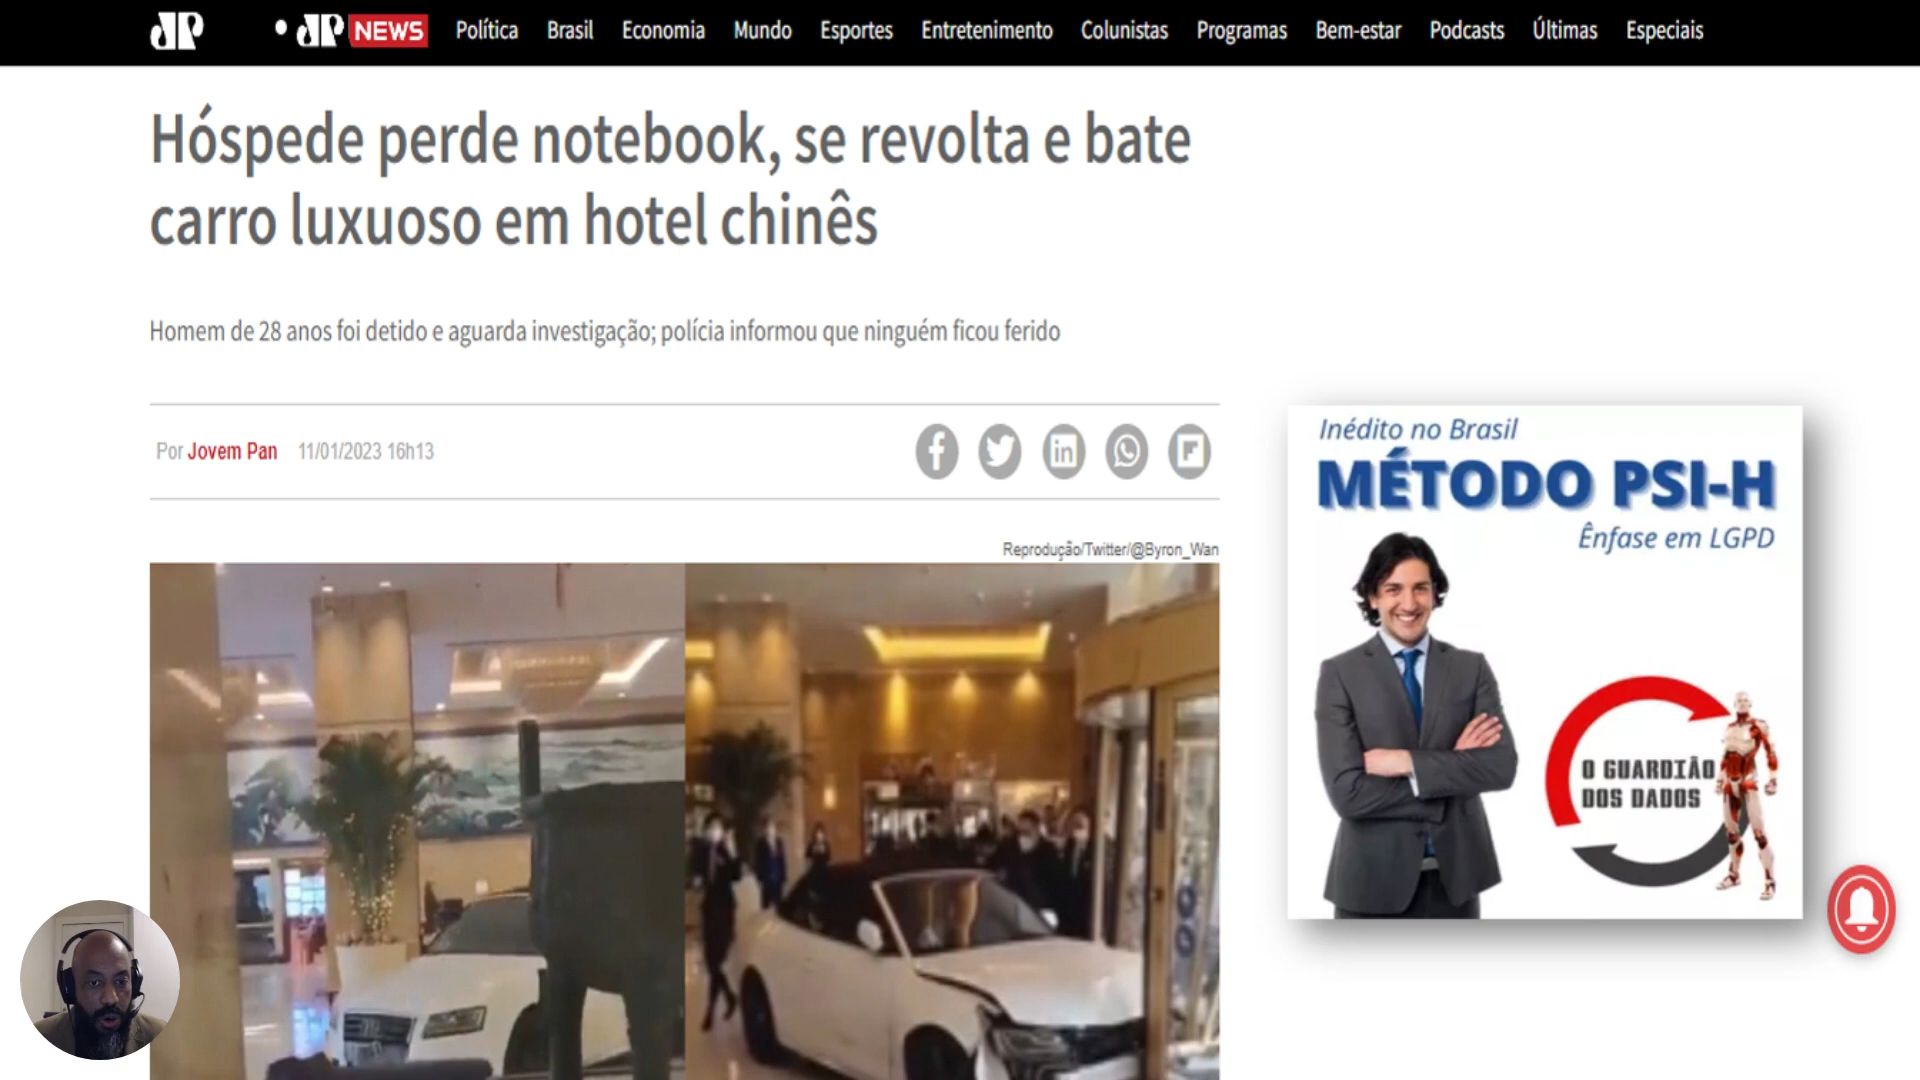 JP
JP NEWS Política Brasil Economia Mundo Esportes Entretenimento Colunistas Programas Bem-estar Podcasts Últimas Especiais
Hóspede perde notebook, se revolta e bate
carro luxuoso em hotel chinês
Homem de 28 anos foi detido e aguarda investigação; polícia informou que ninguém ficou ferido
Por Jovem Pan 11/01/2023 16h13
Reprodução/Twitter/@Byron_Wan
Inédito no Brasil
MÉTODO PSI-H
Ênfase em LGPD
O GUARDIÃO
DOS DADOS